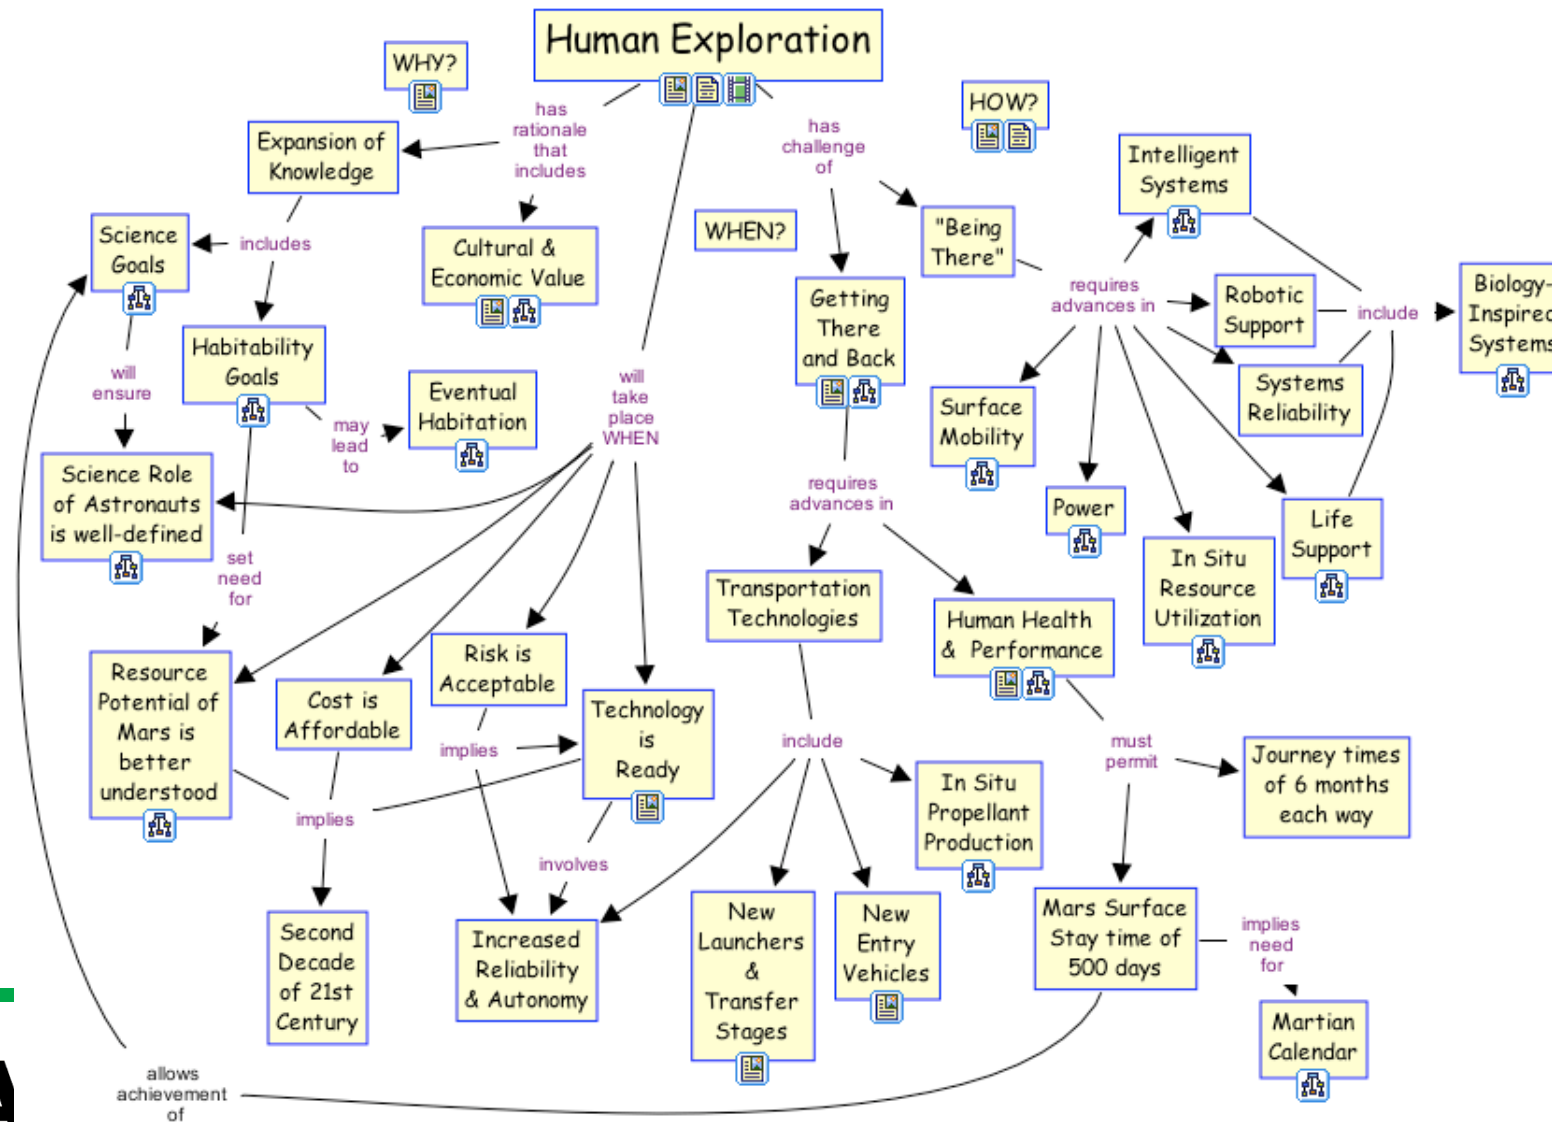 Human Exploration
WHY?
HOW?
WHEN?
has
rationale
that
includes
has
challenge
of
Expansion of
Knowledge
Cultural &
Economic Value
includes
Science
Goals
Habitability
Goals
will
ensure
may
lead
to
Eventual
Habitation
Science Role
of Astronauts
is well-defined
set
need
for
will
take
place
WHEN
Resource
Potential of
Mars is
better
understood
Cost is
Affordable
Risk is
Acceptable
Technology
is
Ready
implies
implies
involves
Second
Decade
of 21st
Century
Increased
Reliability
& Autonomy
Getting
There
and Back
"Being
There"
requires
advances in
Intelligent
Systems
Robotic
Support
Systems
Reliability
include
Biology-
Inspired
Systems
Surface
Mobility
Power
In Situ
Resource
Utilization
Life
Support
requires
advances in
Transportation
Technologies
Human Health
& Performance
include
In Situ
Propellant
Production
New
Launchers
&
Transfer
Stages
New
Entry
Vehicles
must
permit
Journey times
of 6 months
each way
Mars Surface
Stay time of
500 days
implies
need
for
Martian
Calendar
allows
achievement
of